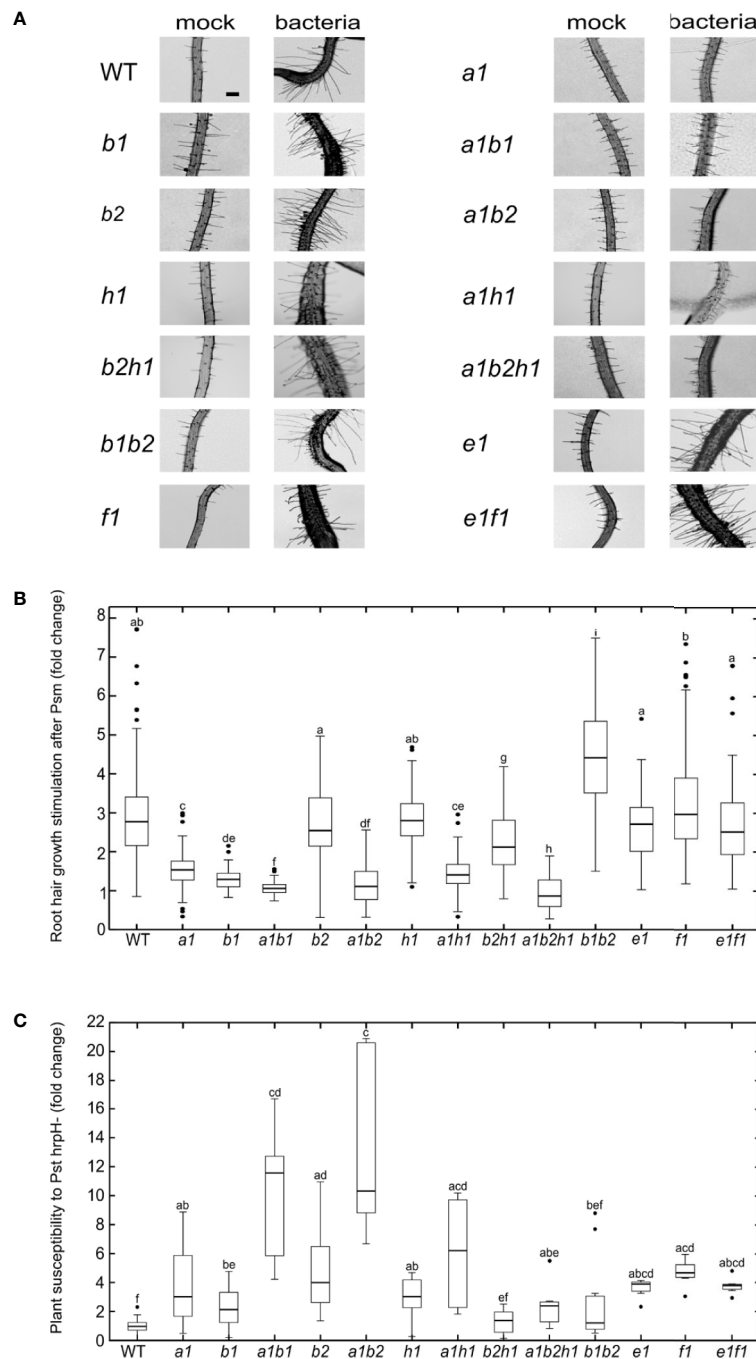 A
mock bacteria mock bacteria
WT a1
b1 a1b1
b2 a1b2
h1 a1h1
b2h1 a1b2h1
b1b2 e1
f1 e1f1
B
Root hair growth stimulation after Psm (fold change)
8
7
6
5
4
3
2
1
0
ab c de f a df ab ce g h i a b a
WT a1 b1 a1b1 b2 a1b2 h1 a1h1 b2h1 a1b2h1 b1b2 e1 f1 e1f1
C
Plant susceptibility to Pst hrpH- (fold change)
22
20
18
16
14
12
10
8
6
4
2
0
f ab be cd ad c ab acd ef abe bef abcd acd abcd
WT a1 b1 a1b1 b2 a1b2 h1 a1h1 b2h1 a1b2h1 b1b2 e1 f1 e1f1